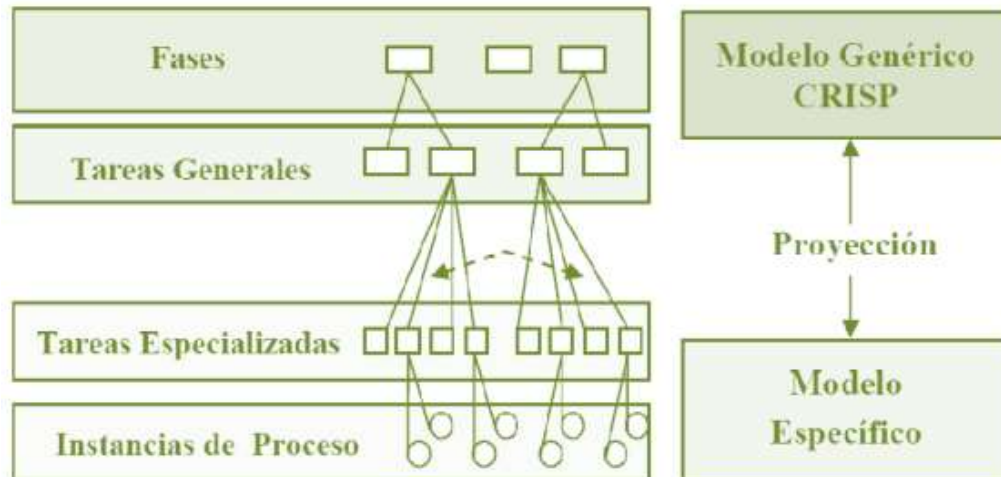 Fases
Tareas Generales
Tareas Especializadas
Instancias de Proceso
Modelo Genérico
CRISP
Proyección
Modelo
Específico